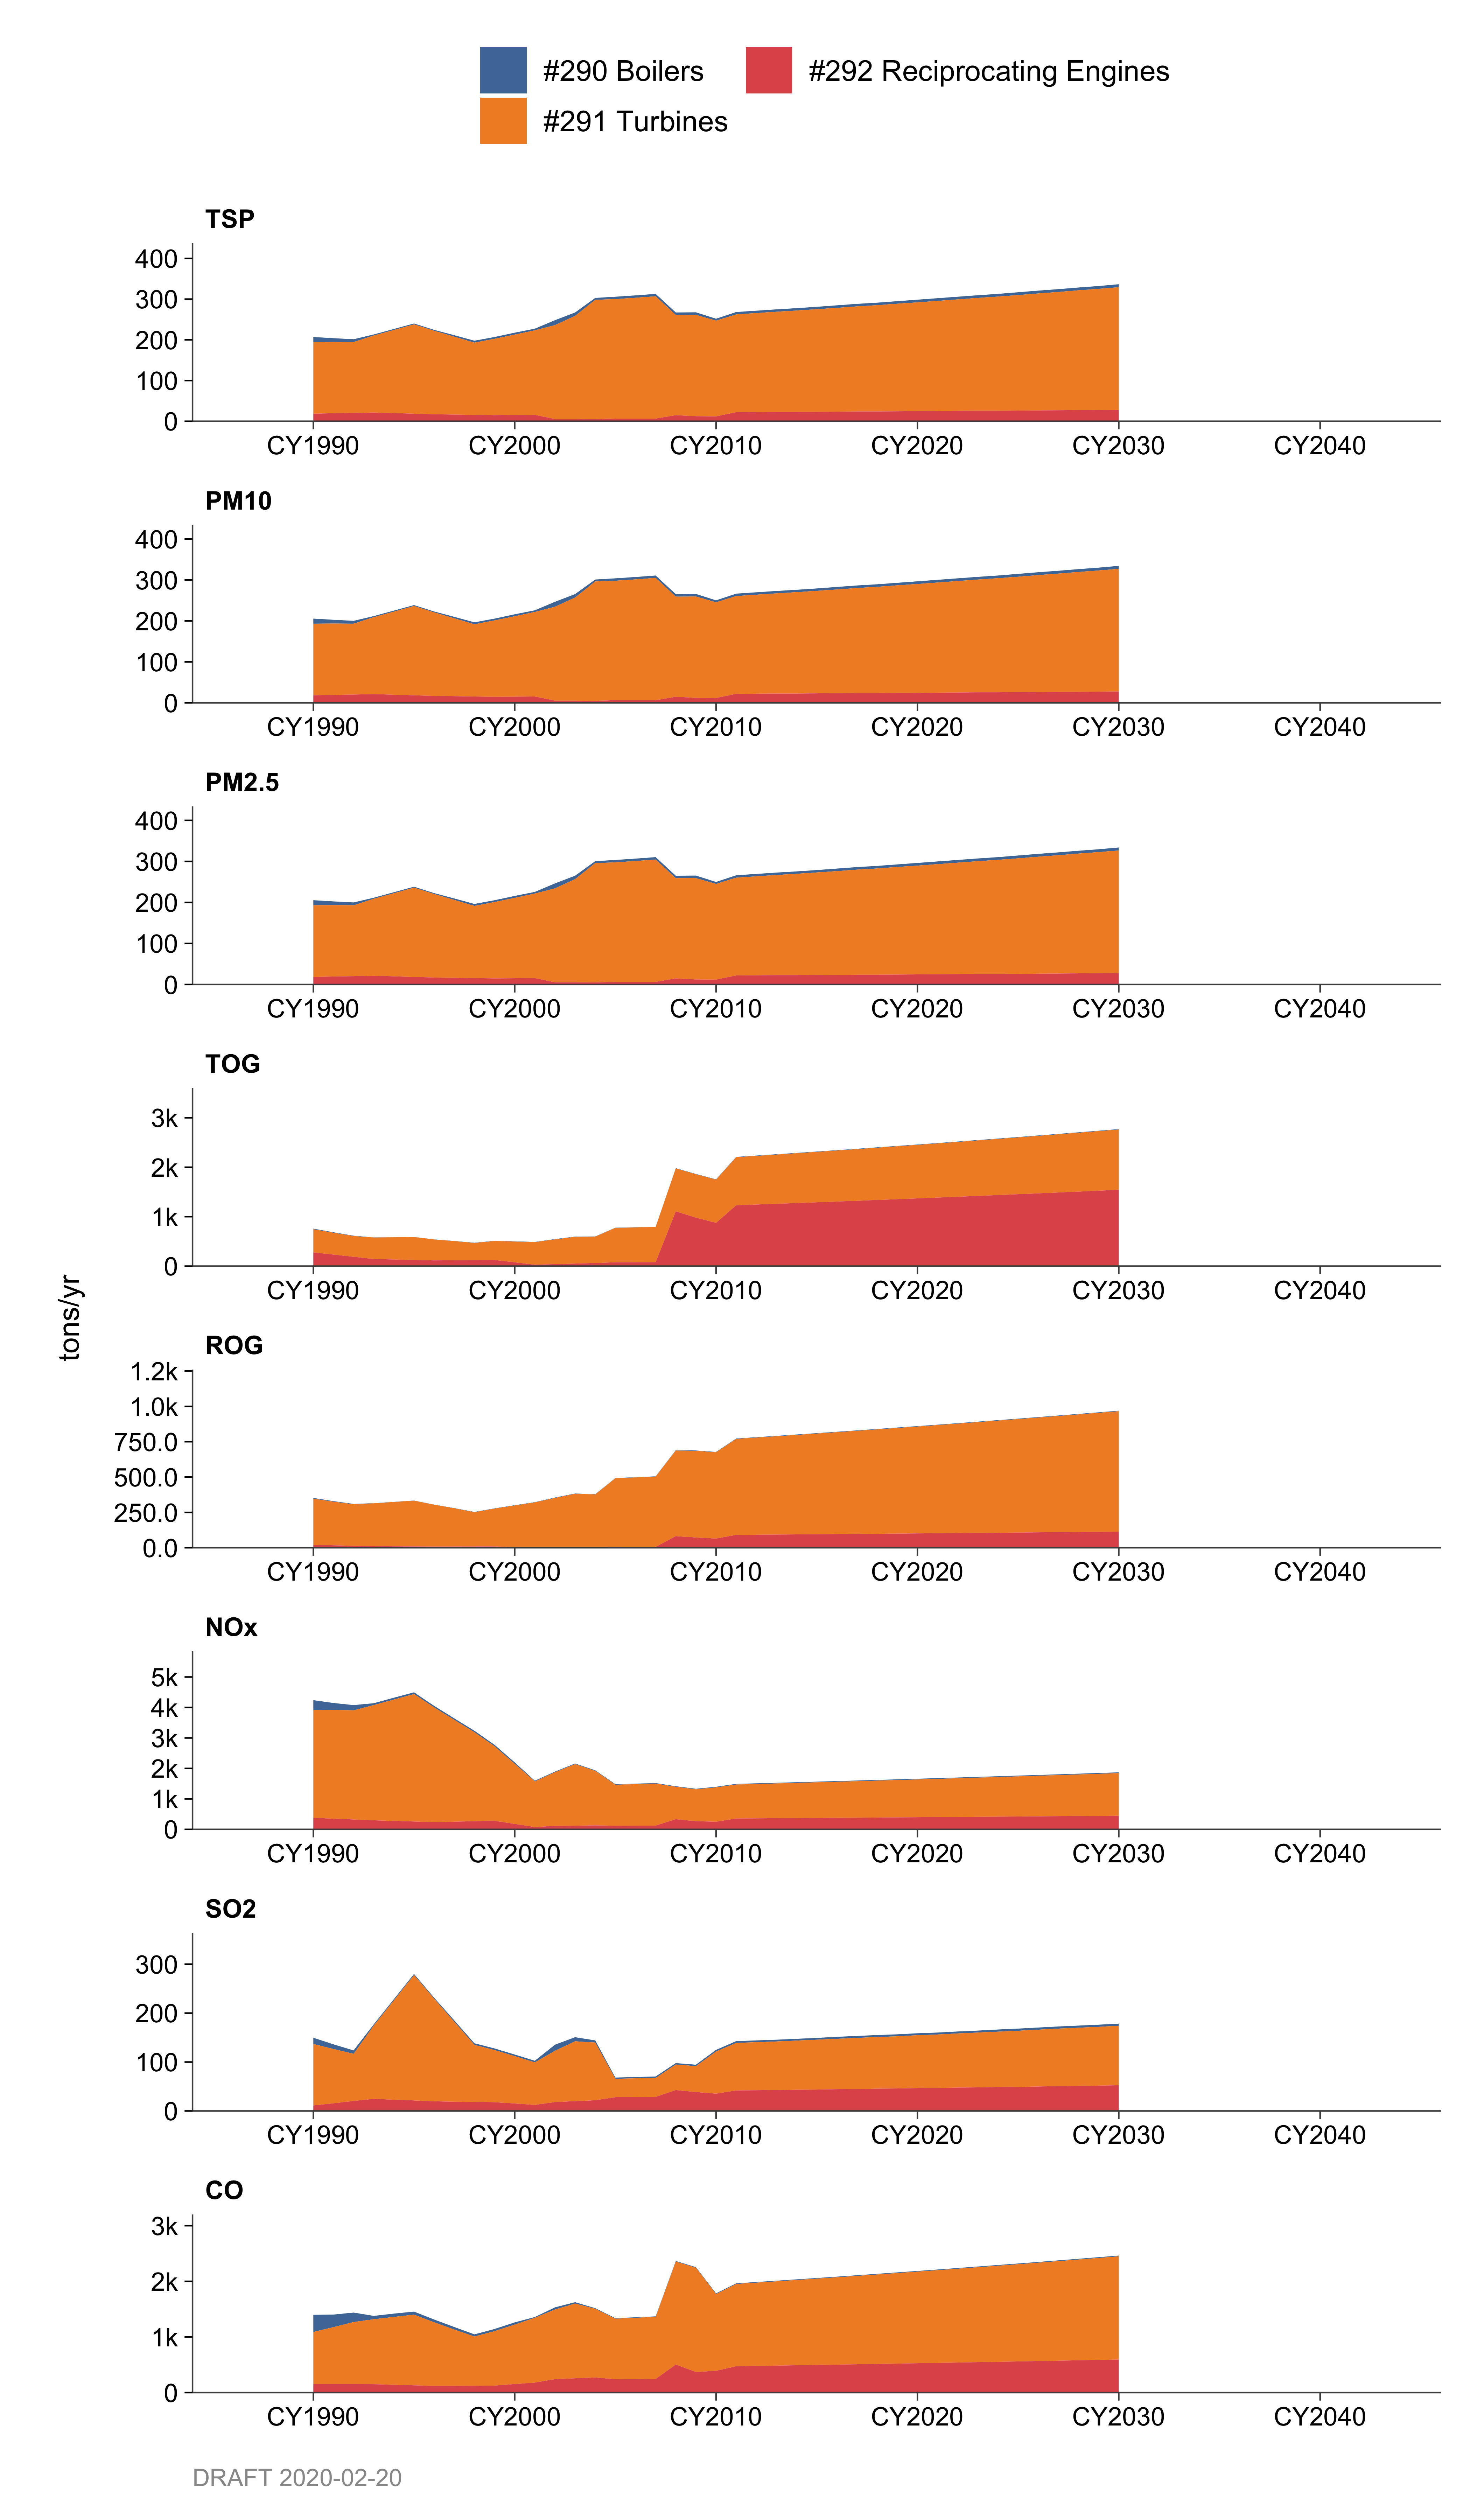 #290 Boilers #292 Reciprocating Engines
#291 Turbines
tons/yr
TSP
400
300
200
100
0
CY1990 CY2000 CY2010 CY2020 CY2030 CY2040
PM10
400
300
200
100
0
CY1990 CY2000 CY2010 CY2020 CY2030 CY2040
PM2.5
400
300
200
100
0
CY1990 CY2000 CY2010 CY2020 CY2030 CY2040
TOG
3k
2k
1k
0
CY1990 CY2000 CY2010 CY2020 CY2030 CY2040
ROG
1.2k
1.0k
750.0
500.0
250.0
0.0
CY1990 CY2000 CY2010 CY2020 CY2030 CY2040
NOx
5k
4k
3k
2k
1k
0
CY1990 CY2000 CY2010 CY2020 CY2030 CY2040
SO2
300
200
100
0
CY1990 CY2000 CY2010 CY2020 CY2030 CY2040
CO
3k
2k
1k
0
CY1990 CY2000 CY2010 CY2020 CY2030 CY2040
DRAFT 2020-02-20